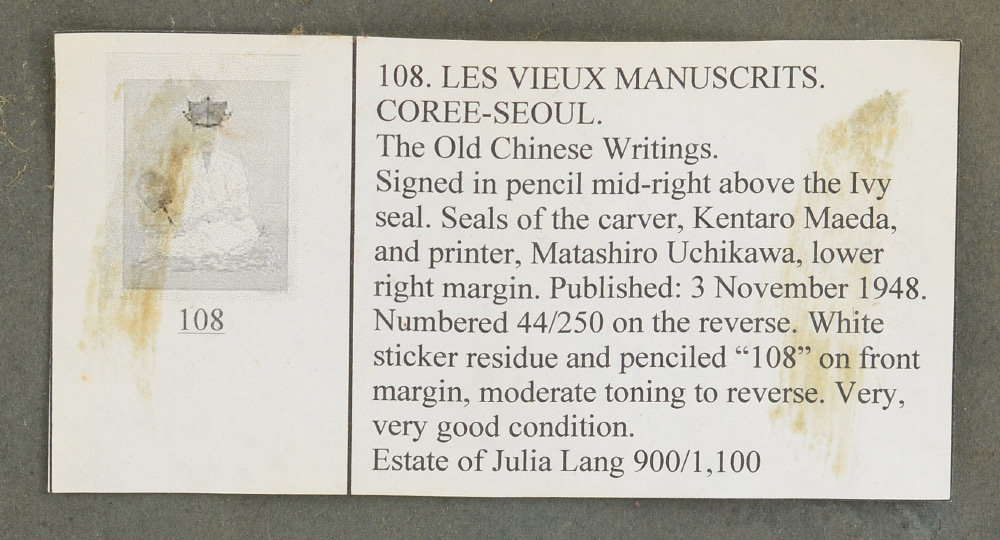 108
108. LES VIEUX MANUSCRITS.
COREE-SEOUL.
The Old Chinese Writings.
Signed in pencil mid-right above the Ivy
seal. Seals of the carver, Kentaro Maeda,
and printer, Matashiro Uchikawa, lower
right margin. Published: 3 November 1948.
Numbered 44/250 on the reverse. White
sticker residue and penciled “108” on front
margin, moderate toning to reverse. Very,
very good condition.
Estate of Julia Lang 900/1,100